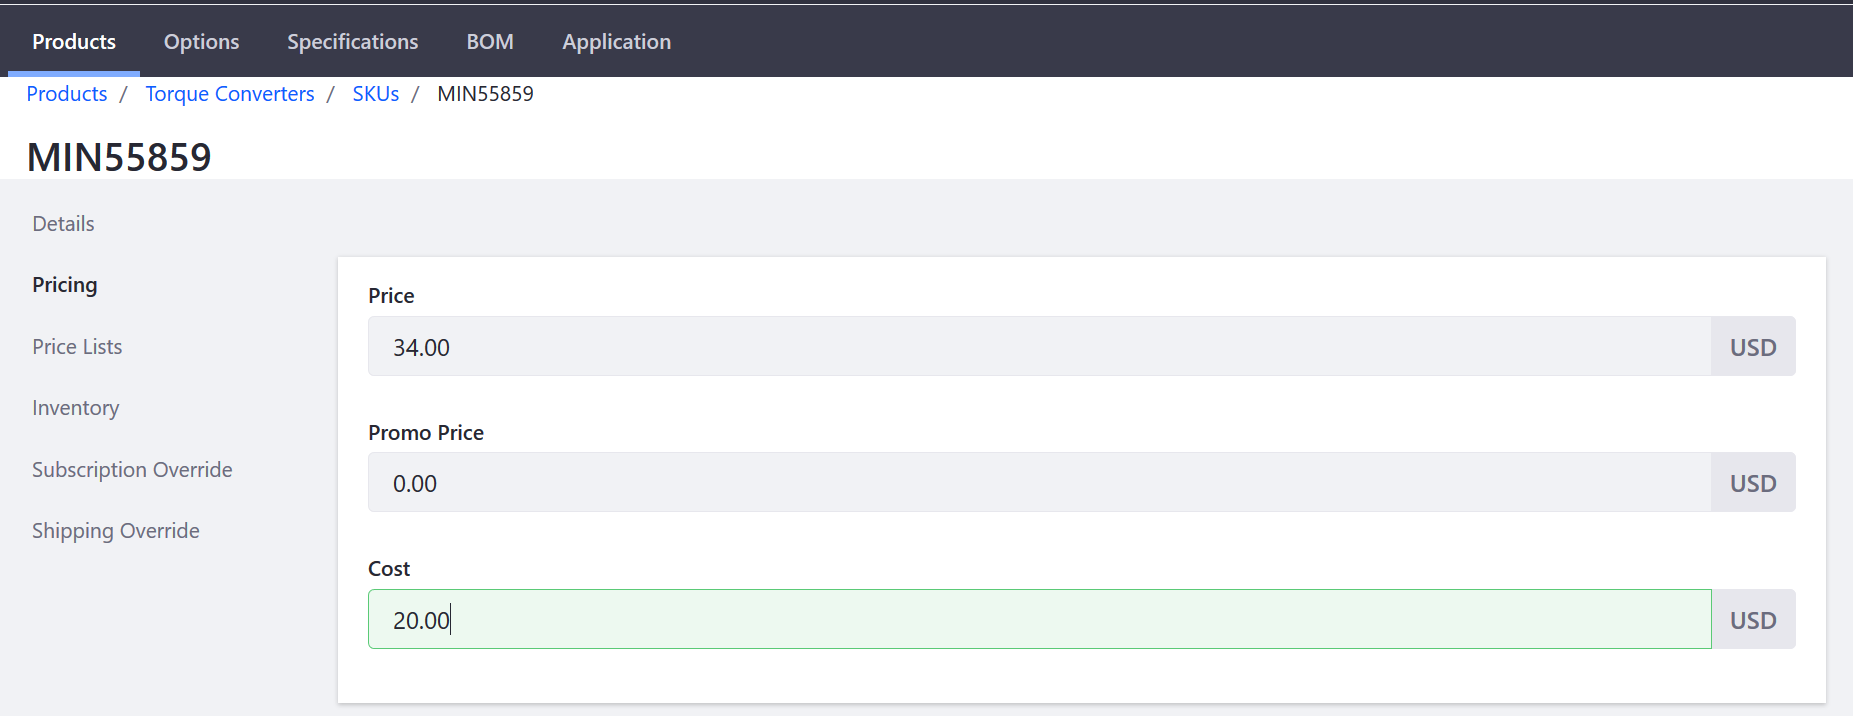 Products Options Specifications BOM Application
Products / Torque Converters / SKUs / MIN55859
MIN55859
Details
Pricing
Price Lists
Inventory
Subscription Override
Shipping Override
Price
34.00 USD
Promo Price
0.00 USD
Cost
20.00 USD